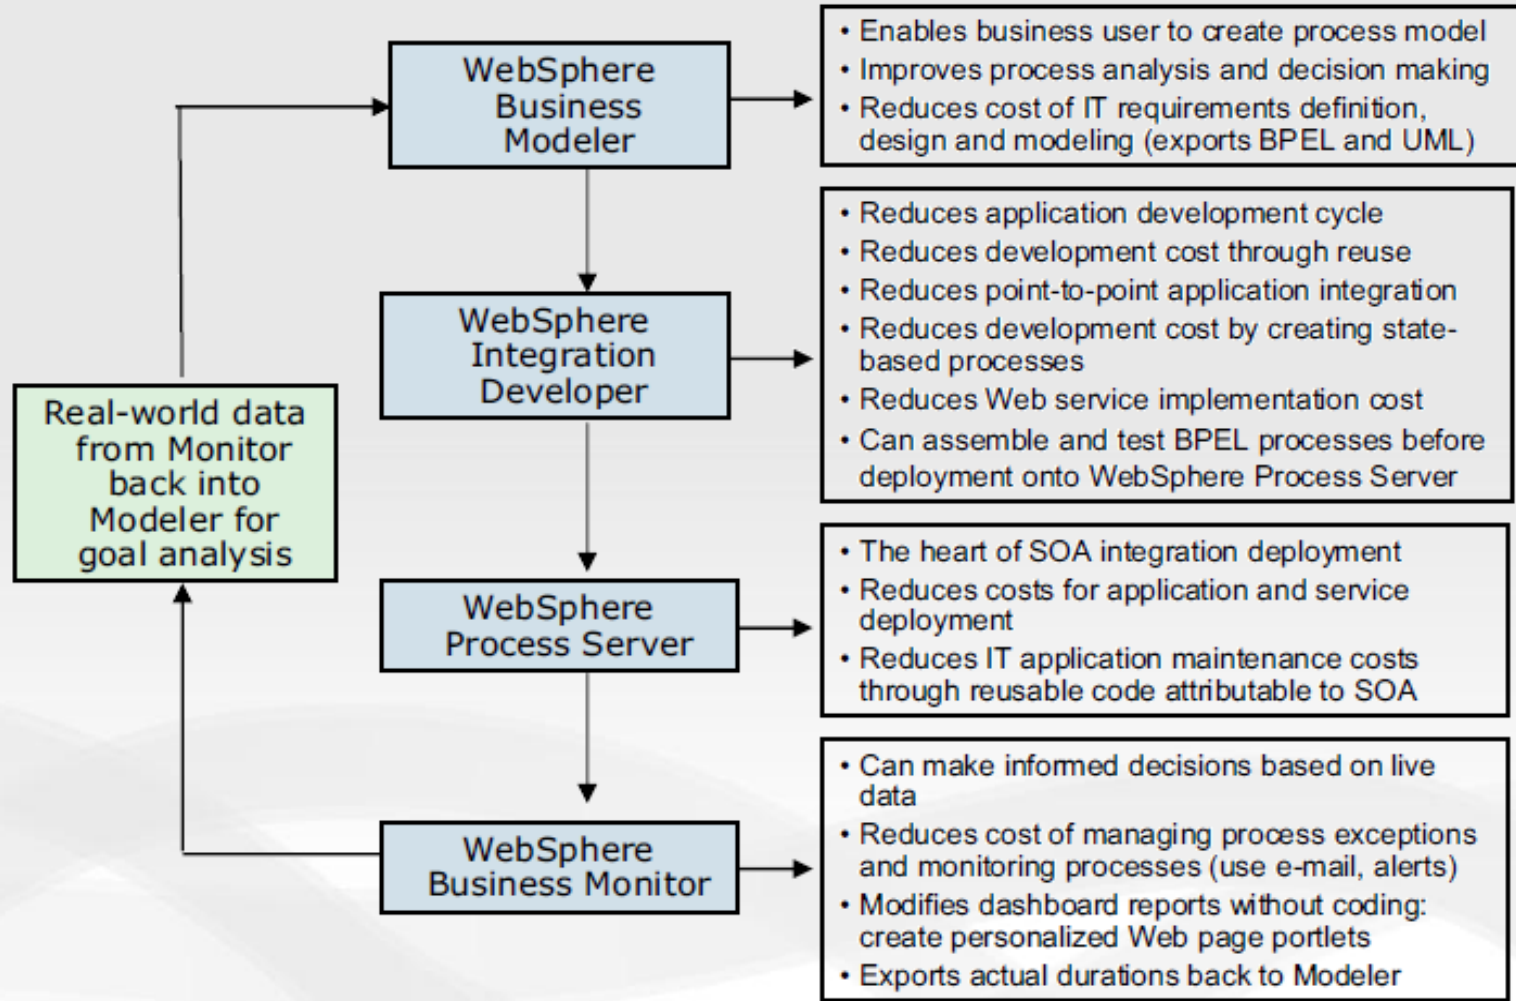 WebSphere
Business
Modeler
• Enables business user to create process model
• Improves process analysis and decision making
• Reduces cost of IT requirements definition,
design and modeling (exports BPEL and UML)
WebSphere
Integration
Developer
• Reduces application development cycle
• Reduces development cost through reuse
• Reduces point-to-point application integration
• Reduces development cost by creating state-
based processes
• Reduces Web service implementation cost
• Can assemble and test BPEL processes before
deployment onto WebSphere Process Server
Real-world data
from Monitor
back into
Modeler for
goal analysis
WebSphere
Process Server
• The heart of SOA integration deployment
• Reduces costs for application and service
deployment
• Reduces IT application maintenance costs
through reusable code attributable to SOA
WebSphere
Business Monitor
• Can make informed decisions based on live
data
• Reduces cost of managing process exceptions
and monitoring processes (use e-mail, alerts)
• Modifies dashboard reports without coding:
create personalized Web page portlets
• Exports actual durations back to Modeler